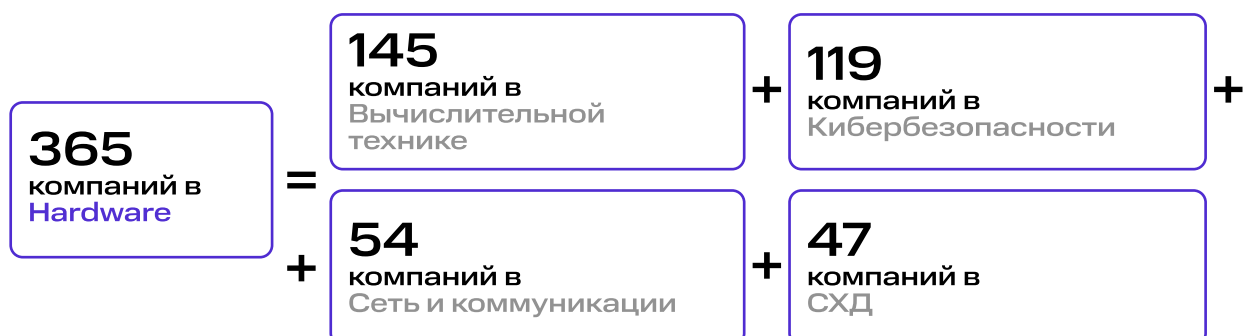 365
компаний в
Hardware
=
145
компаний в
Вычислительной
технике
+
119
компаний в
Кибербезопасности
+
+
54
компаний в
Сеть и коммуникации
+
47
компаний в
СХД